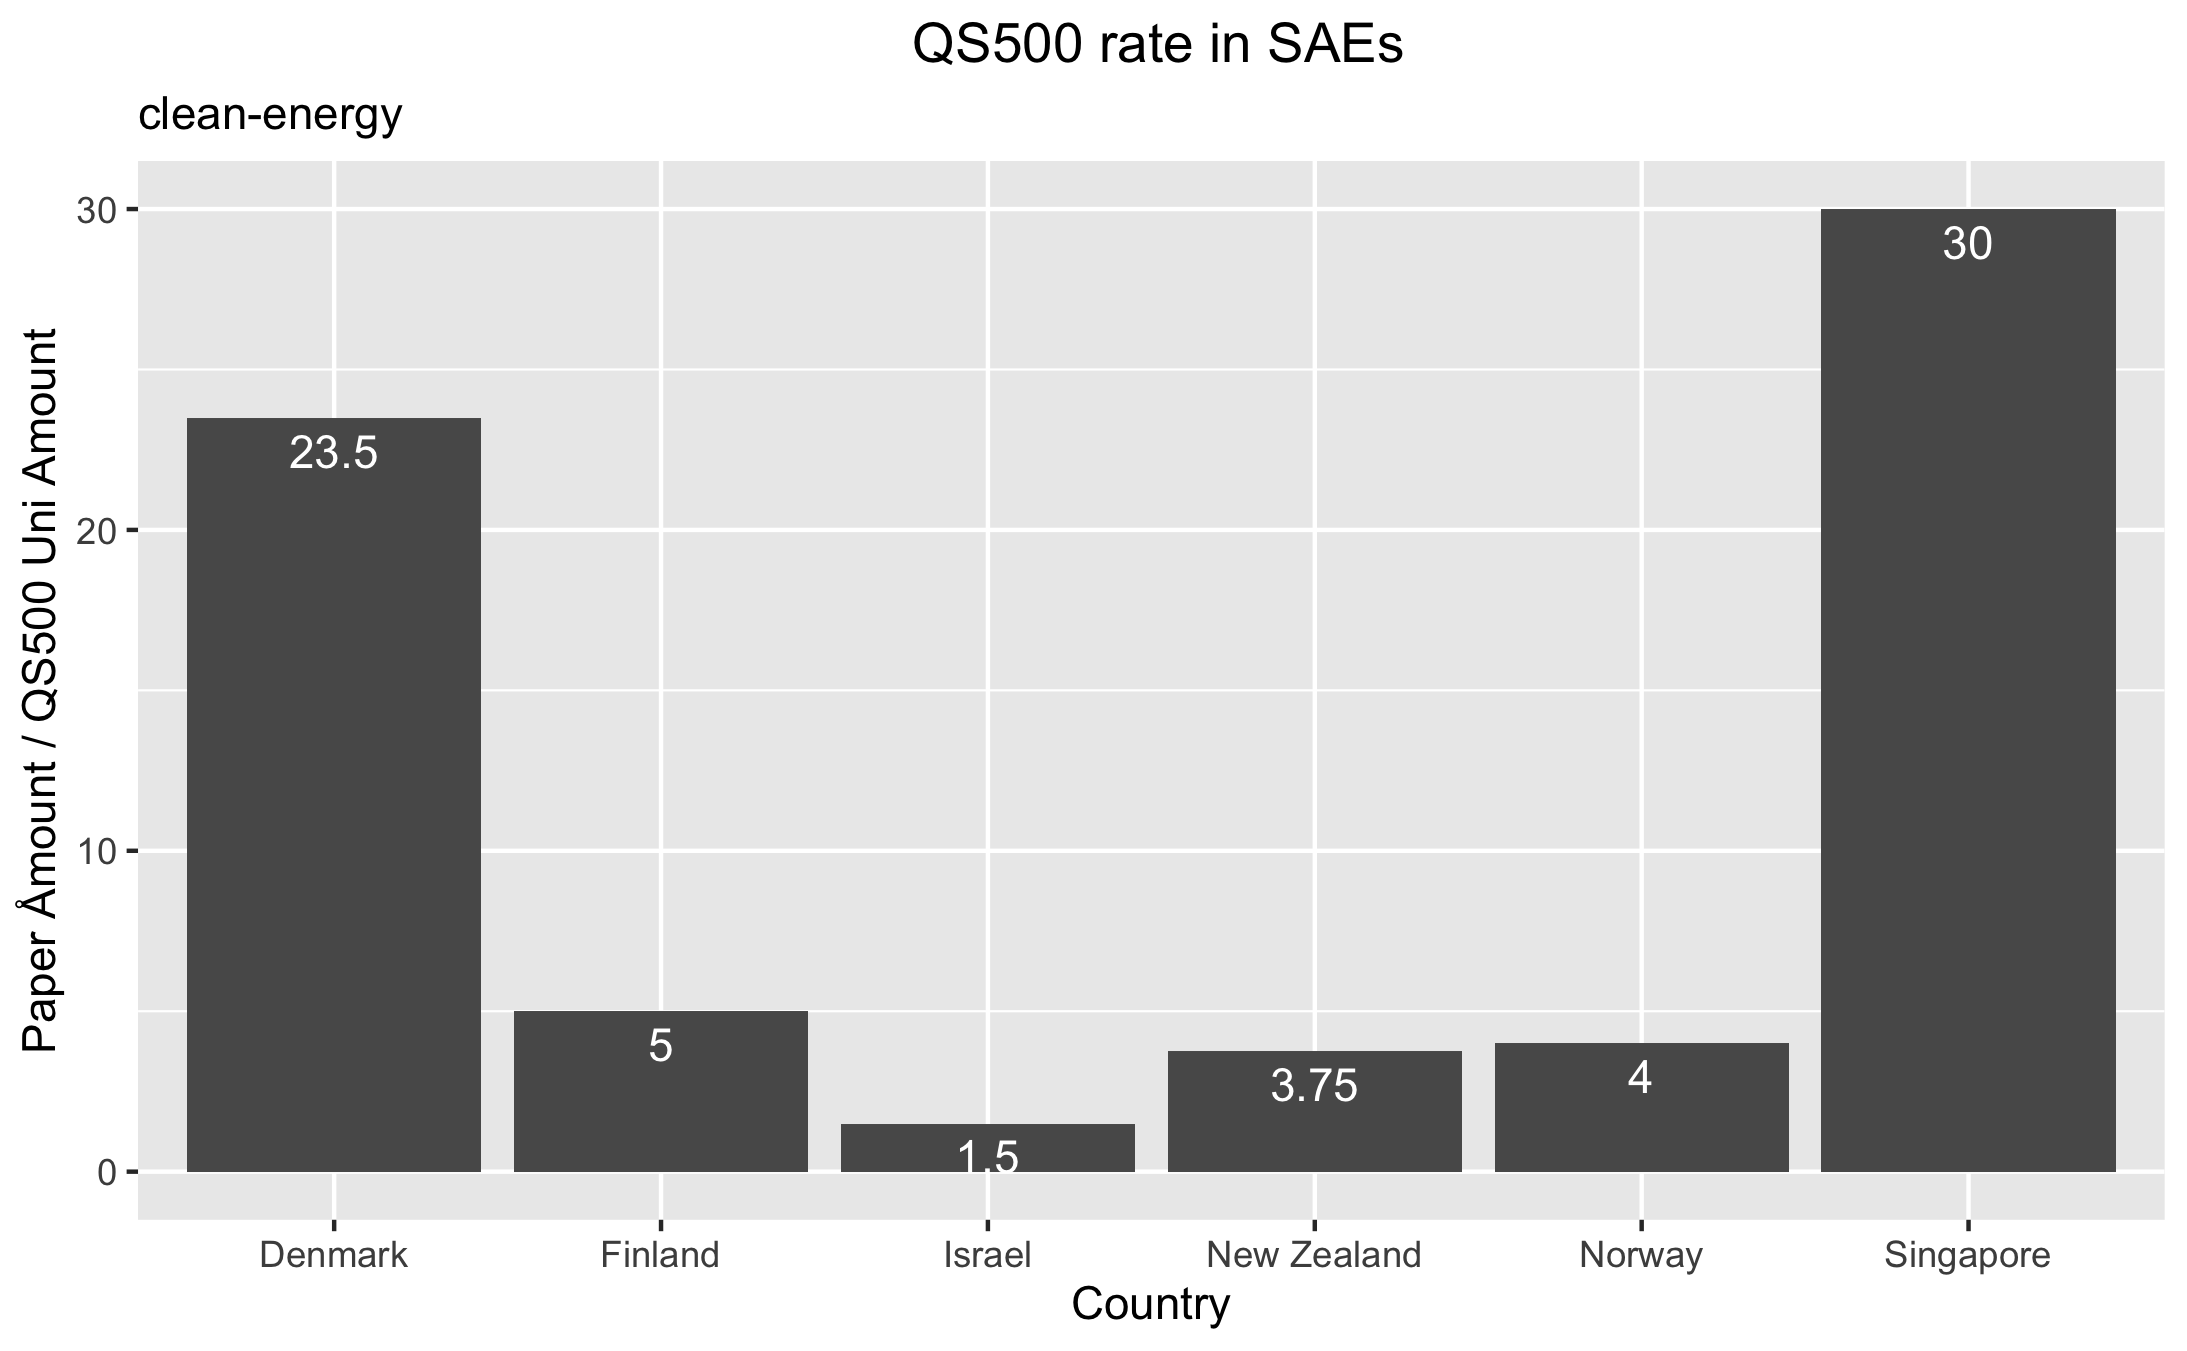 QS500 rate in SAEs
clean-energy
Paper Åmount / QS500 Uni Amount
30
20
10
0
23.5
5
1.5
3.75
4
30
Denmark
Finland
Israel
New Zealand
Norway
Singapore
Country